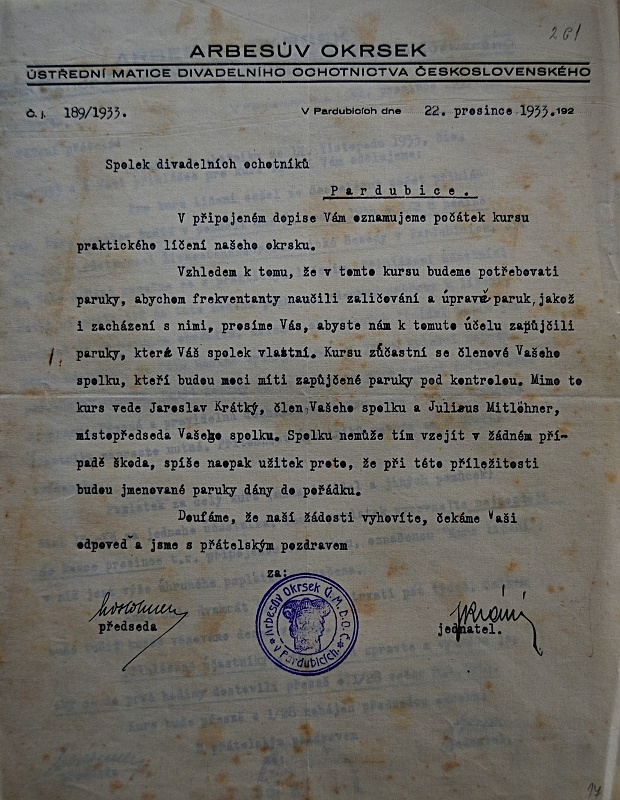 261
ARBESŮV OKRSEK
ÚSTŘEDNÍ MATICE DIVADELNÍHO OCHOTNICTVA ČESKOSLOVENSKÉHO
Č. j. 189/1933. V Pardubicích dne 22. presince 1933.192
Spolek divadelních ochotníků
Pardubice.
V připojeném dopise Vám oznamujeme počátek kursu
praktického líčení našeho okrsku.
Vzhledem k tomu, že v tomto kursu budeme potřebovati
paruky, abychom frekventanty naučili zaličování a úpravě paruk, jakož
i zacházení s nimi, prosíme Vás, abyste nám k tomuto účelu zapůjčili
paruky, které Váš spolek vlastní. Kursu zůčastní se členové Vašeho
spolku, kteří budou moci míti zapůjčené paruky pod kontrolou. Mimo to
kurs vede Jaroslav Krátký, člen Vašeho spolku a Julius Mitlöhner,
místopředseda Vašeho spolku. Spolku nemůže tím vzejít v žádném pří-
padě škoda, spíše naopak užitek proto, že při této příležitosti
budou jmenované paruky dány do pořádku.
Doufáme, že naší žádosti vyhovíte, čekáme Vaši
odpověď a jsme s přátelským pozdravem
za:
Arbesův Okrsek Ú.M.D.O.Č.
v Pardubicích.
předseda jednatel.